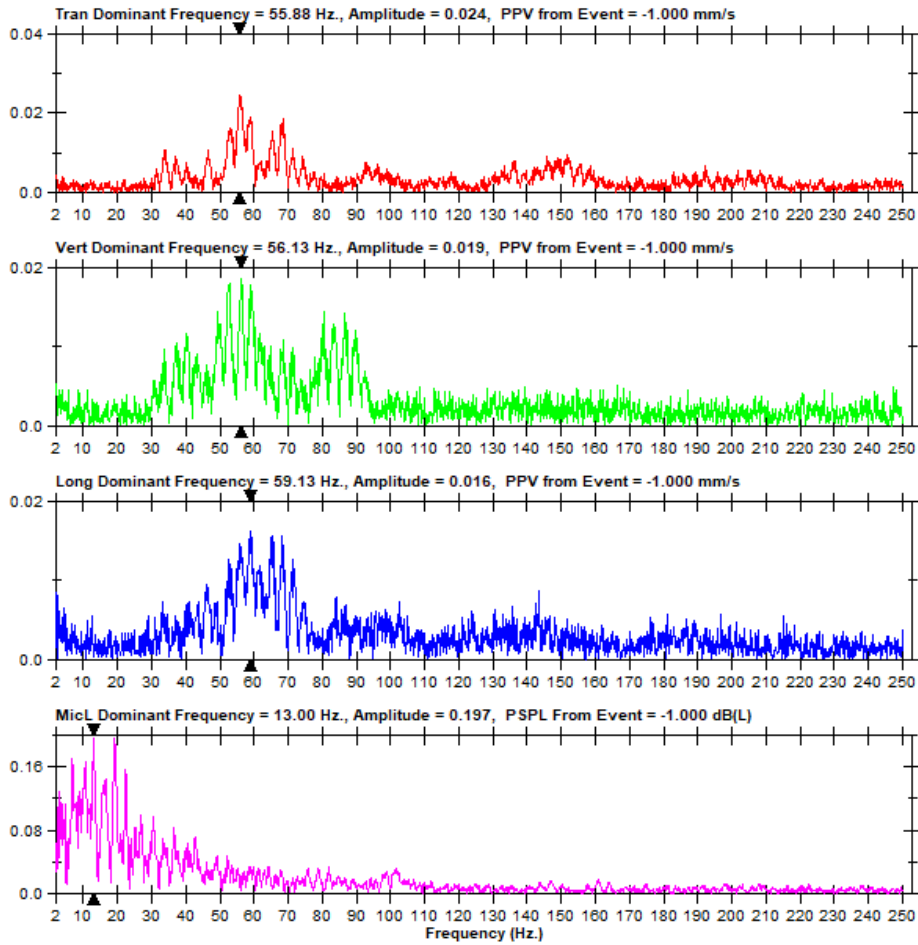 Tran Dominant Frequency = 55.88 Hz., Amplitude = 0.024, PPV from Event = -1.000 mm/s
0.04
0.02
0.0
2 10 20 30 40 50 60 70 80 90 100 110 120 130 140 150 160 170 180 190 200 210 220 230 240 250
Vert Dominant Frequency = 56.13 Hz., Amplitude = 0.019, PPV from Event = -1.000 mm/s
0.02
0.0
2 10 20 30 40 50 60 70 80 90 100 110 120 130 140 150 160 170 180 190 200 210 220 230 240 250
Long Dominant Frequency = 59.13 Hz., Amplitude = 0.016, PPV from Event = -1.000 mm/s
0.02
0.0
2 10 20 30 40 50 60 70 80 90 100 110 120 130 140 150 160 170 180 190 200 210 220 230 240 250
MicL Dominant Frequency = 13.00 Hz., Amplitude = 0.197, PSPL From Event = -1.000 dB(L)
0.16
0.08
0.0
2 10 20 30 40 50 60 70 80 90 100 110 120 130 140 150 160 170 180 190 200 210 220 230 240 250
Frequency (Hz.)